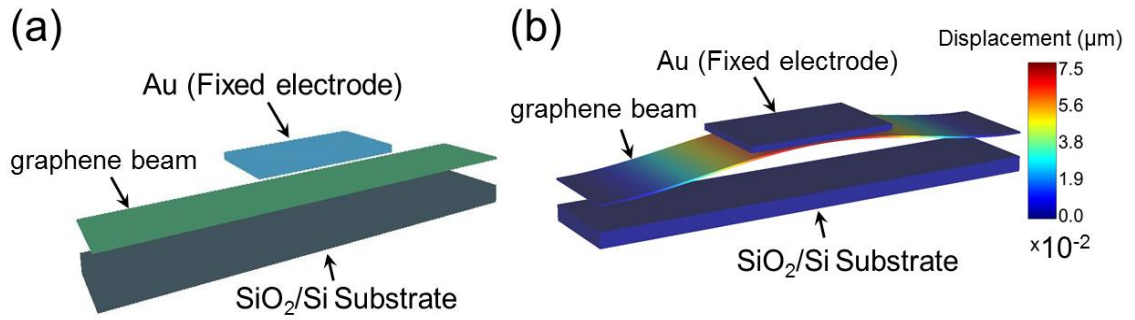 (a)
Au (Fixed electrode)
graphene beam
SiO₂/Si Substrate
(b)
Au (Fixed electrode)
graphene beam
SiO₂/Si Substrate
Displacement (μm)
7.5
5.6
3.8
1.9
0.0
×10⁻²